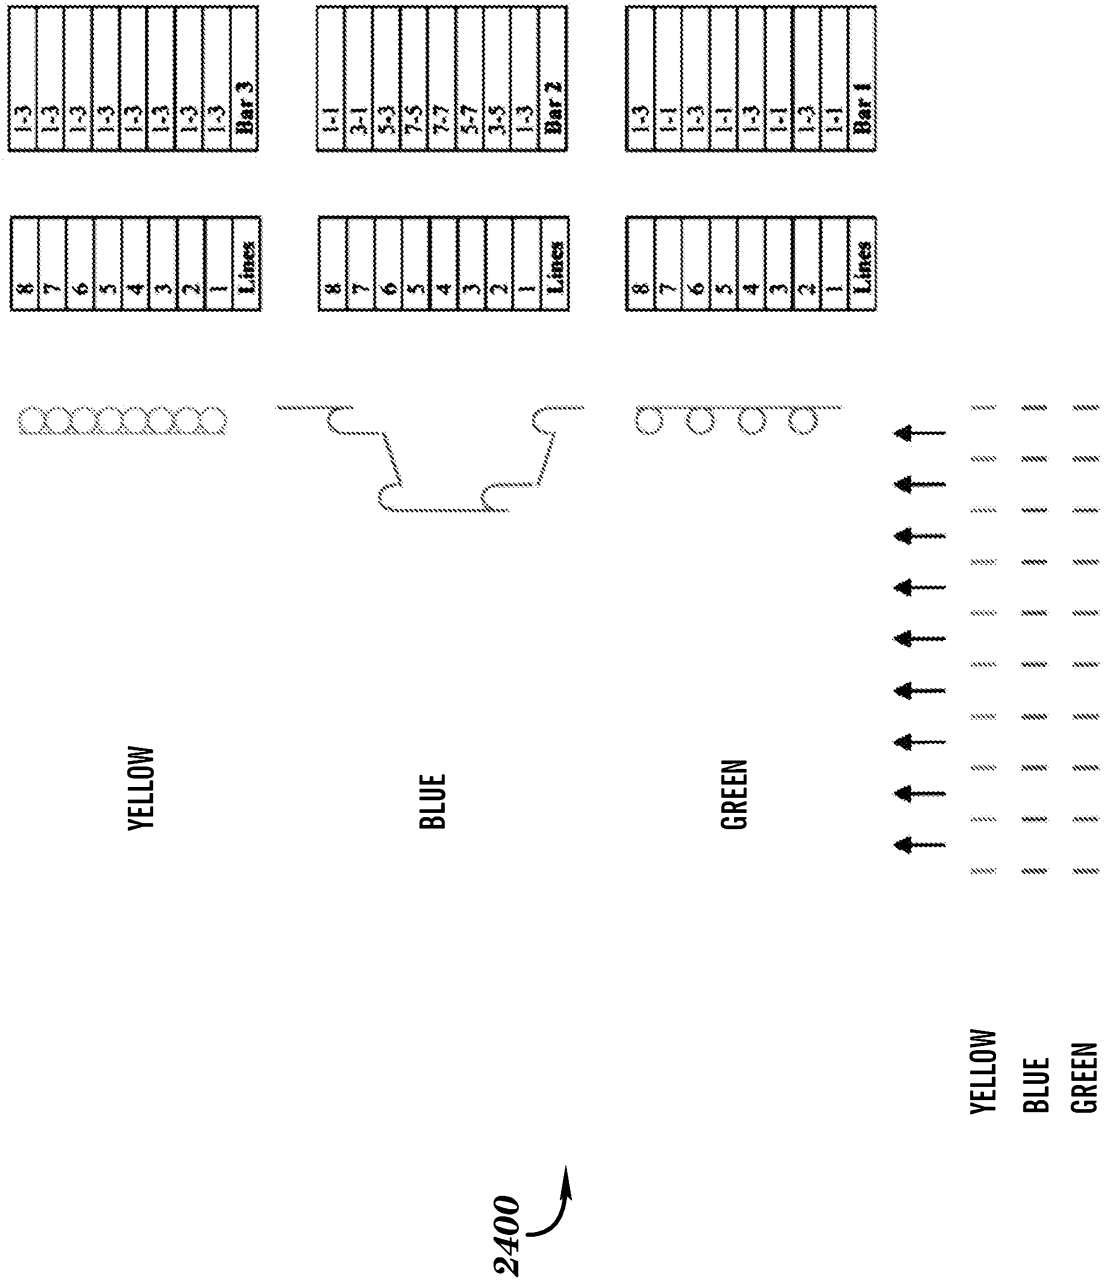 YELLOW
8 1-3
7 1-3
6 1-3
5 1-3
4 1-3
3 1-3
2 1-3
1 1-3
Lines Bar 3
BLUE
8 1-1
7 3-1
6 5-3
5 7-5
4 7-7
3 5-7
2 3-5
1 1-3
Lines Bar 2
2400
GREEN
8 1-3
7 1-1
6 1-3
5 1-1
4 1-3
3 1-1
2 1-3
1 1-1
Lines Bar 1
YELLOW
BLUE
GREEN